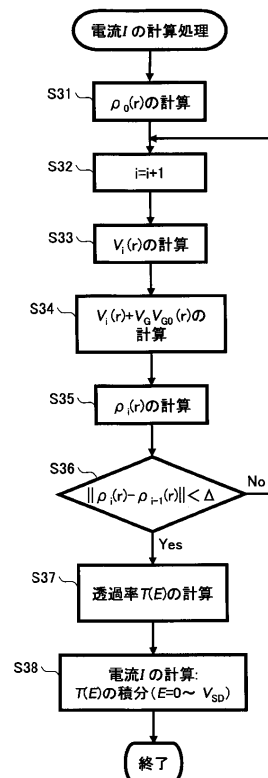 電流Iの計算処理
S31
ρ0(r)の計算
S32
i=i+1
S33
Vi(r)の計算
S34
Vi(r)+VGVG0(r)の
計算
S35
ρi(r)の計算
S36
||ρi(r)-ρi-1(r)||<Δ
No
Yes
S37
透過率T(E)の計算
S38
電流Iの計算:
T(E)の積分(E=0～ VSD)
終了